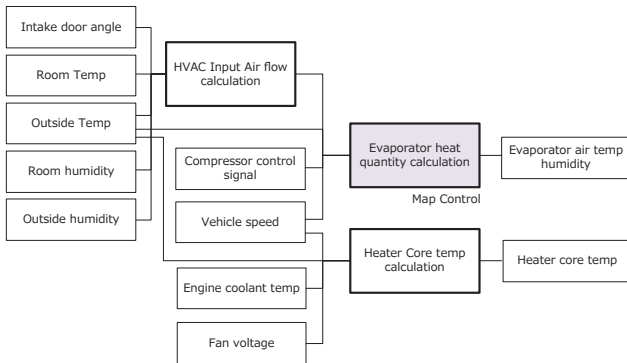 Intake door angle
Room Temp
Outside Temp
Room humidity
Outside humidity
HVAC Input Air flow
calculation
Compressor control
signal
Vehicle speed
Engine coolant temp
Fan voltage
Evaporator heat
quantity calculation
Map Control
Heater Core temp
calculation
Evaporator air temp
humidity
Heater core temp